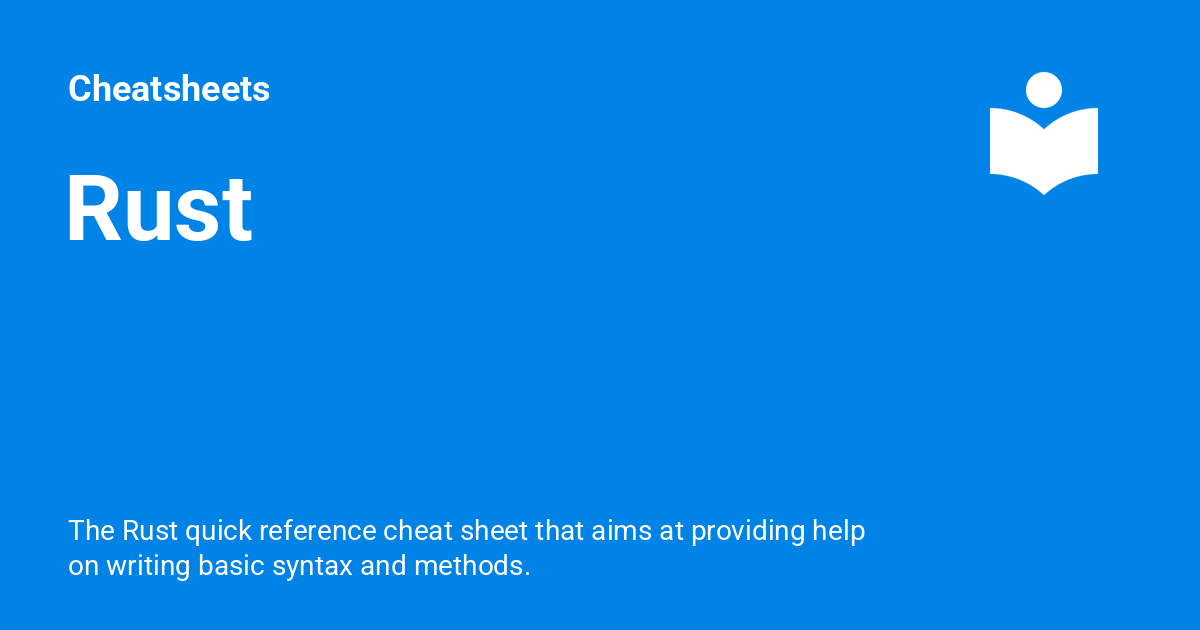 Cheatsheets
Rust
The Rust quick reference cheat sheet that aims at providing help
on writing basic syntax and methods.